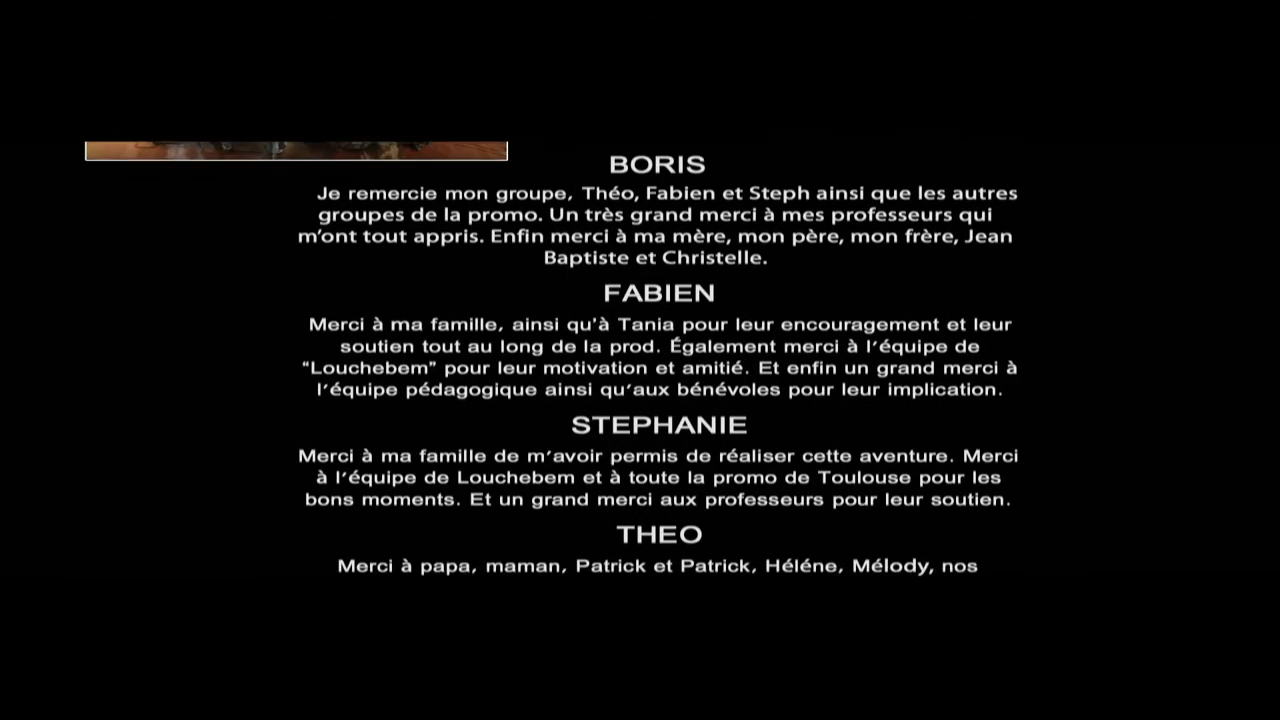 BORIS
Je remercie mon groupe, Théo, Fabien et Steph ainsi que les autres
groupes de la promo. Un très grand merci à mes professeurs qui
m'ont tout appris. Enfin merci à ma mère, mon père, mon frère, Jean
Baptiste et Christelle.
FABIEN
Merci à ma famille, ainsi qu'à Tania pour leur encouragement et leur
soutien tout au long de la prod. Également merci à l'équipe de
"Louchebem" pour leur motivation et amitié. Et enfin un grand merci à
l'équipe pédagogique ainsi qu'aux bénévoles pour leur implication.
STEPHANIE
Merci à ma famille de m'avoir permis de réaliser cette aventure. Merci
à l'équipe de Louchebem et à toute la promo de Toulouse pour les
bons moments. Et un grand merci aux professeurs pour leur soutien.
THEO
Merci à papa, maman, Patrick et Patrick, Héléne, Mélody, nos